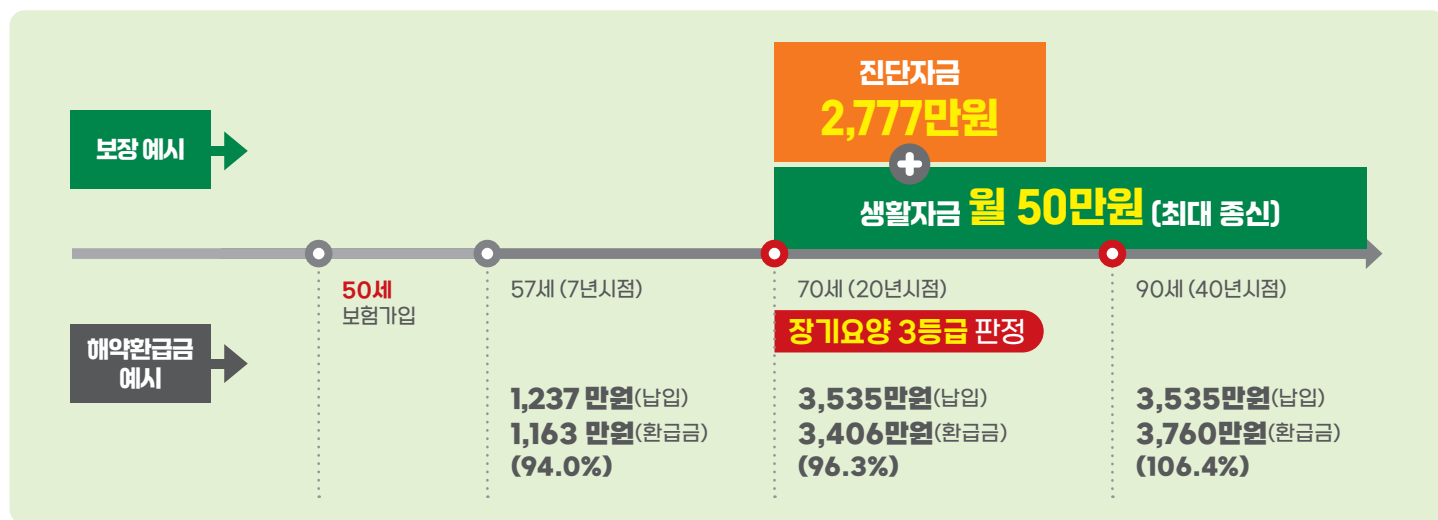 진단자금
2,777만원
보장 예시
생활자금 월 50만원 (최대 종신)
50세
보험가입
57세 (7년시점)
70세 (20년시점)
90세 (40년시점)
장기요양 3등급 판정
해약환급금
예시
1,237 만원(납입)
1,163 만원(환급금)
(94.0%)
3,535만원(납입)
3,406만원(환급금)
(96.3%)
3,535만원(납입)
3,760만원(환급금)
(106.4%)